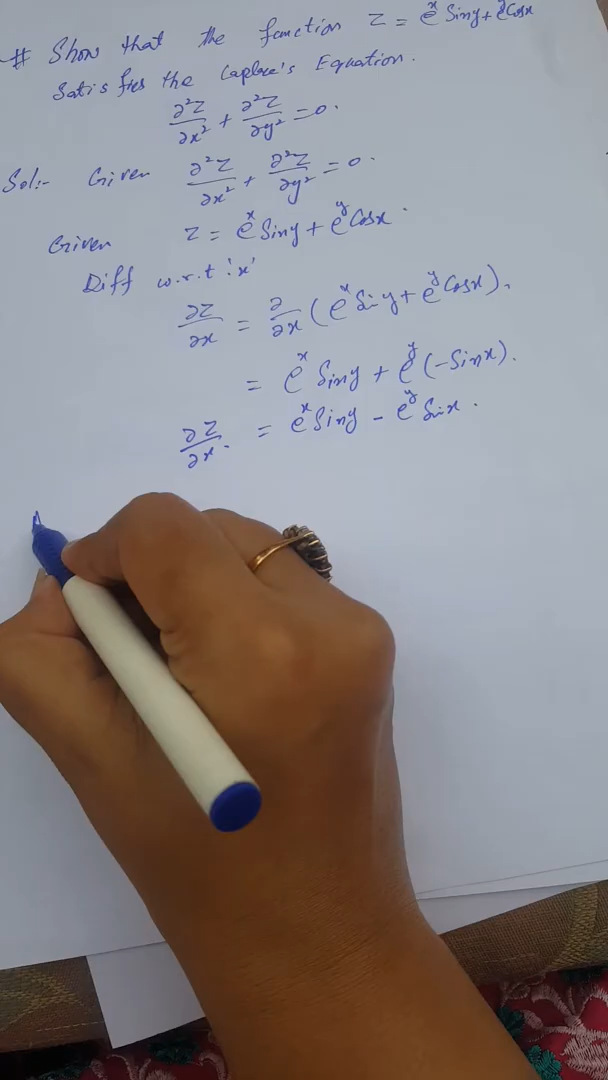 # Show that the function Z = e^x Siny + e^y Cosx
Satisfies the Laplace's Equation.
∂²Z/∂x² + ∂²Z/∂y² = 0.
Sol:- Given ∂²Z/∂x² + ∂²Z/∂y² = 0.
Given Z = e^x Siny + e^y Cosx.
Diff w.r.t 'x'
∂Z/∂x = ∂/∂x (e^x Siny + e^y Cosx).
= e^x Siny + e^y (-Sinx).
∂Z/∂x. = e^x Siny - e^y Sinx.